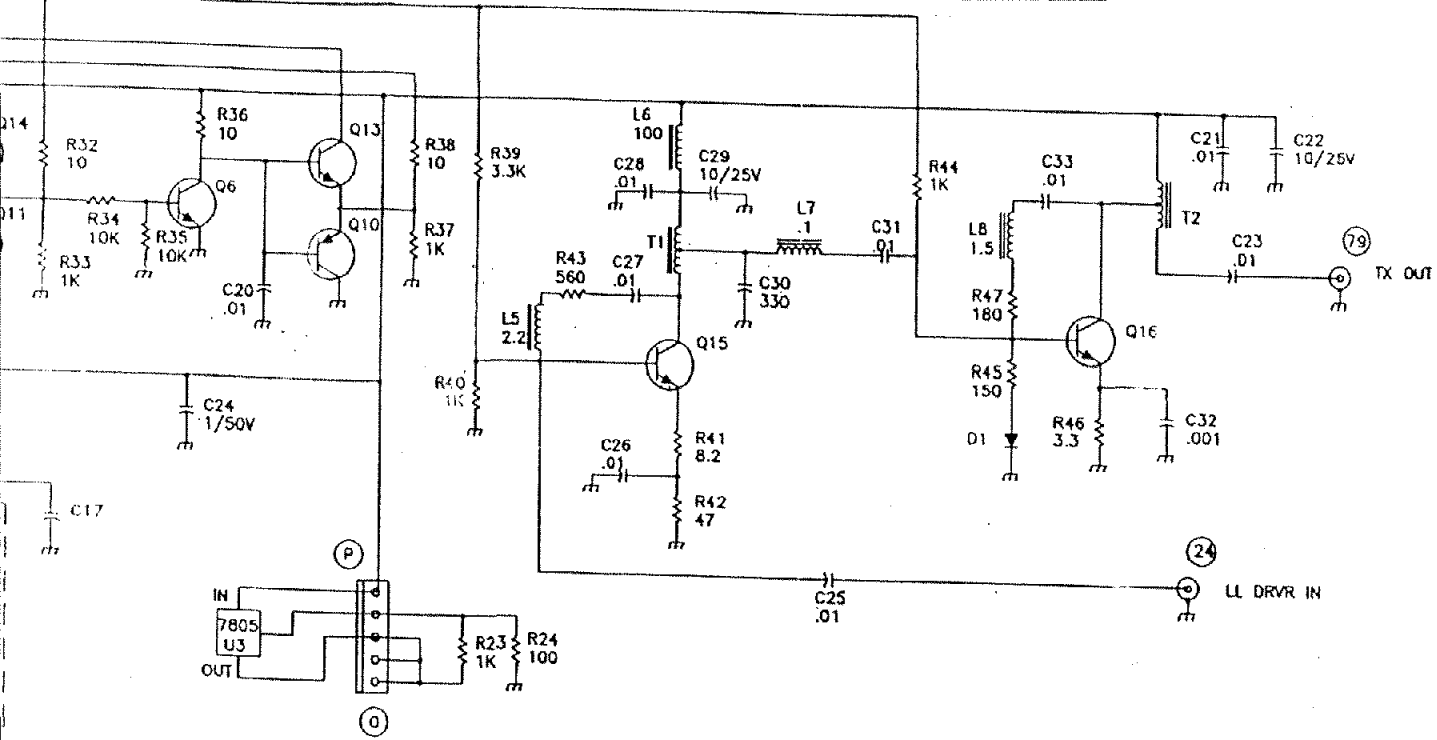 Q14
R32
10
R36
10
Q13
R38
10
R39
3.3K
L6
100
C28
.01
C29
10/25V
R44
1K
C33
.01
C21
.01
C22
10/25V
Q6
Q11
R34
10K
R35
10K
Q10
R37
1K
R33
1K
C20
.01
T1
L7
.1
C31
.01
L8
1.5
T2
79
C23
.01
TX OUT
R43
560
C27
.01
C30
330
L5
2.2
Q15
R47
180
Q16
R40
1K
C24
1/50V
R45
150
R41
8.2
C26
.01
D1
R46
3.3
C32
.001
R42
47
C17
P
24
IN
7805
U3
OUT
R23
1K
R24
100
C25
.01
LL DRVR IN